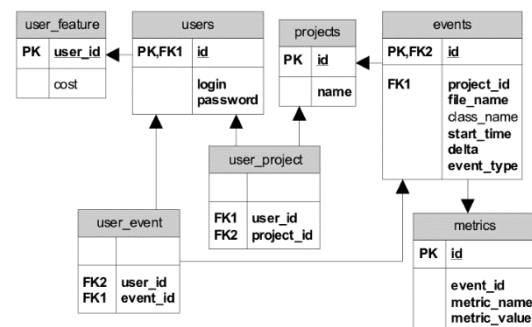 user_feature
PK user_id
cost
users
PK,FK1 id
login
password
projects
PK id
name
events
PK,FK2 id
FK1 project_id
file_name
class_name
start_time
delta
event_type
user_project
FK1 user_id
FK2 project_id
user_event
FK2 user_id
FK1 event_id
metrics
PK id
event_id
metric_name
metric_value